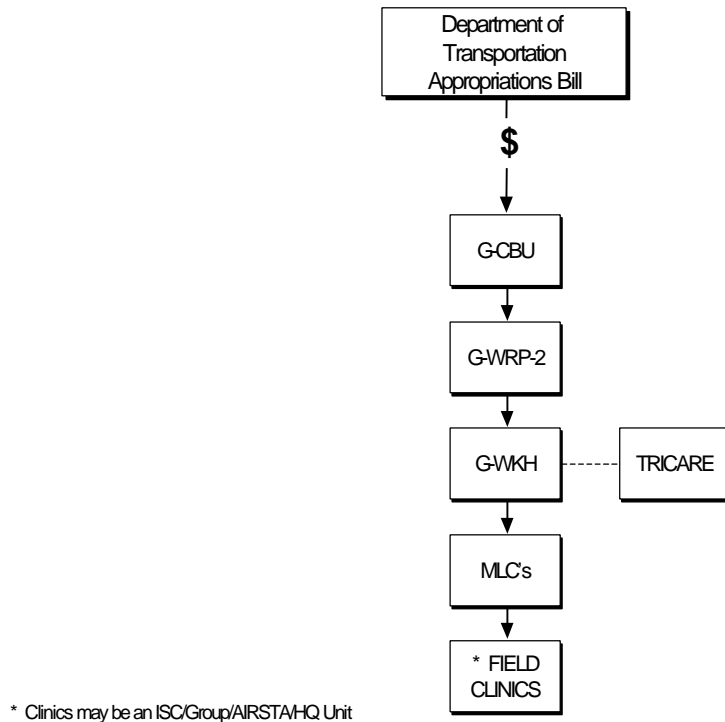 Department of
Transportation
Appropriations Bill
$
G-CBU
G-WRP-2
G-WKH
TRICARE
MLC's
* FIELD
CLINICS
* Clinics may be an ISC/Group/AIRSTA/HQ Unit